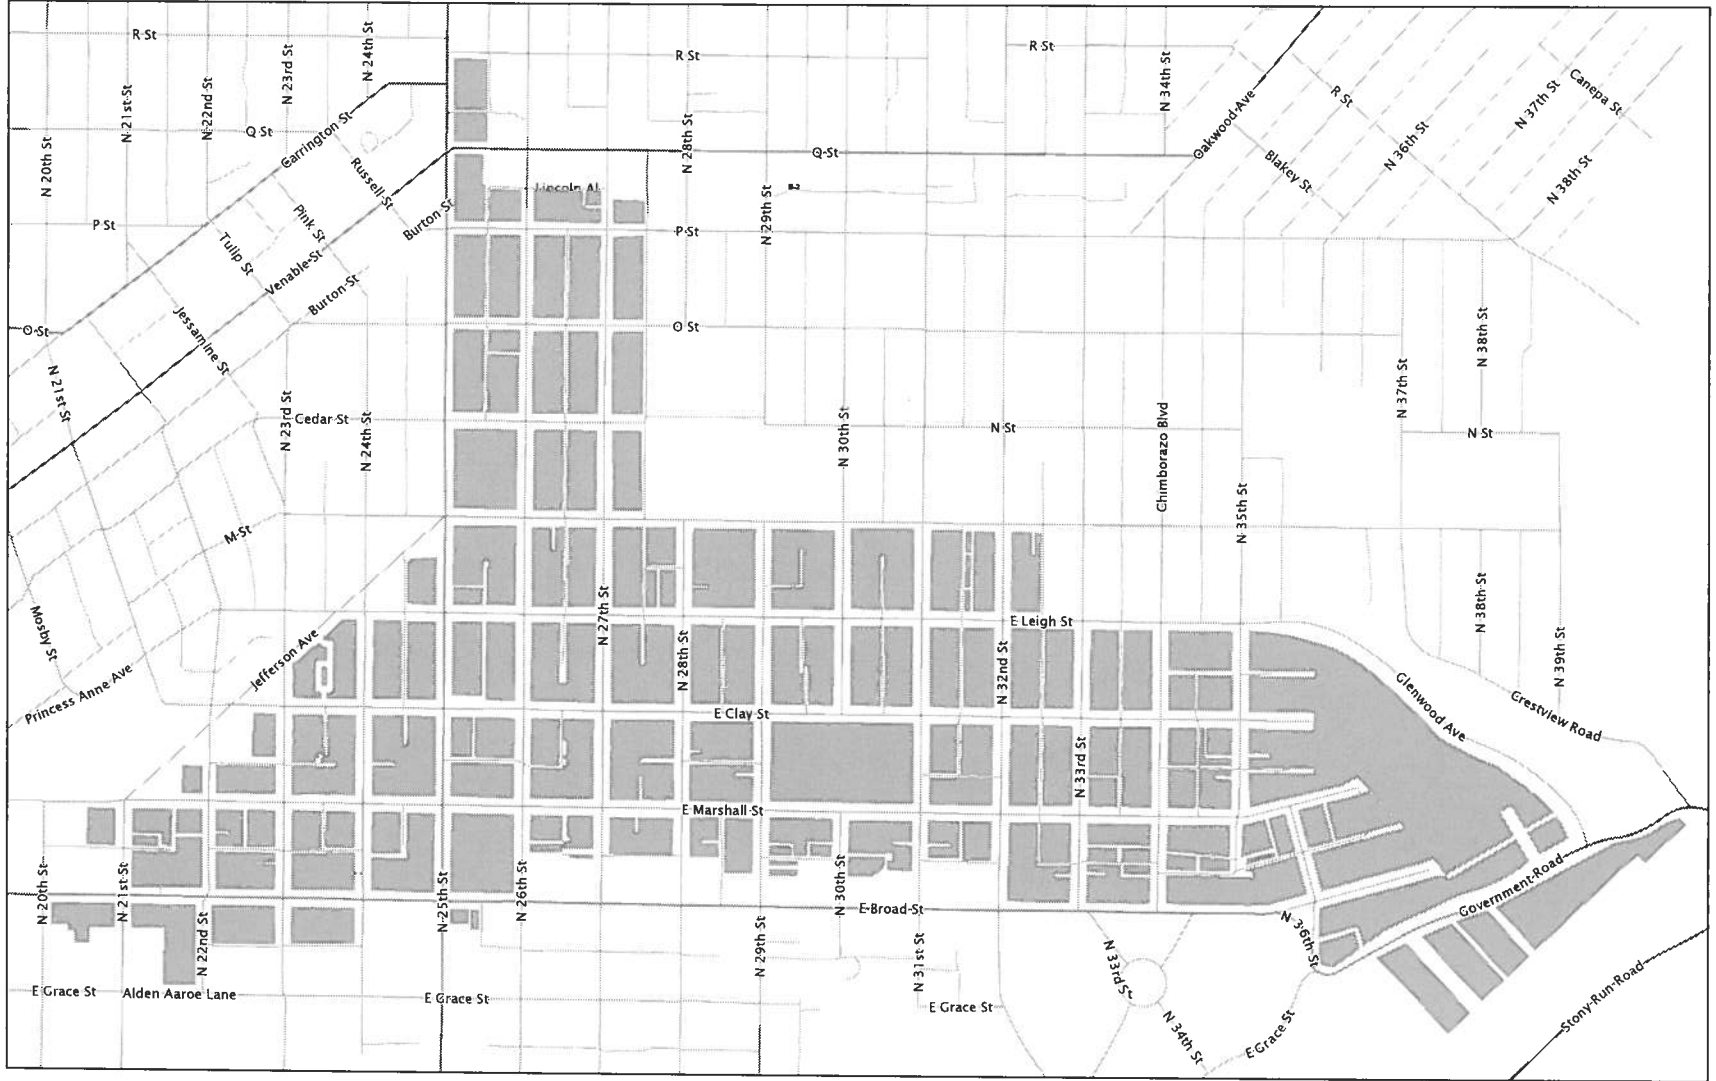 R St
N 21st St
N 22nd St
N 23rd St
N 24th St
Q St
Carrington St
Russell St
N 20th St
P St
Pink St
Tulip St
Burton St
Venable St
Burton St
O St
Jessamine St
N 21st St
N 23rd St
Cedar St
N 24th St
M St
Mosby St
Princess Anne Ave
Jefferson Ave
R St
N 28th St
Lincoln Al
P St
N 29th St
O St
Q St
R St
N 34th St
Oakwood Ave
R St
Blakey St
N 36th St
N 37th St
Canepa St
N 38th St
N 30th St
N St
Chimborazo Blvd
N 35th St
N 37th St
N 38th St
N St
N 38th St
N 39th St
N 27th St
N 28th St
E Leigh St
N 32nd St
E Clay St
N 33rd St
Glenwood Ave
Crestview Road
E Marshall St
N 20th St
N 21st St
N 22nd St
N 25th St
N 26th St
N 29th St
N 30th St
E Broad St
N 31st St
N 33rd St
N 36th St
Government Road
Stony Run Road
E Grace St
Alden Aaroe Lane
E Grace St
E Grace St
N 34th St
E Grace St